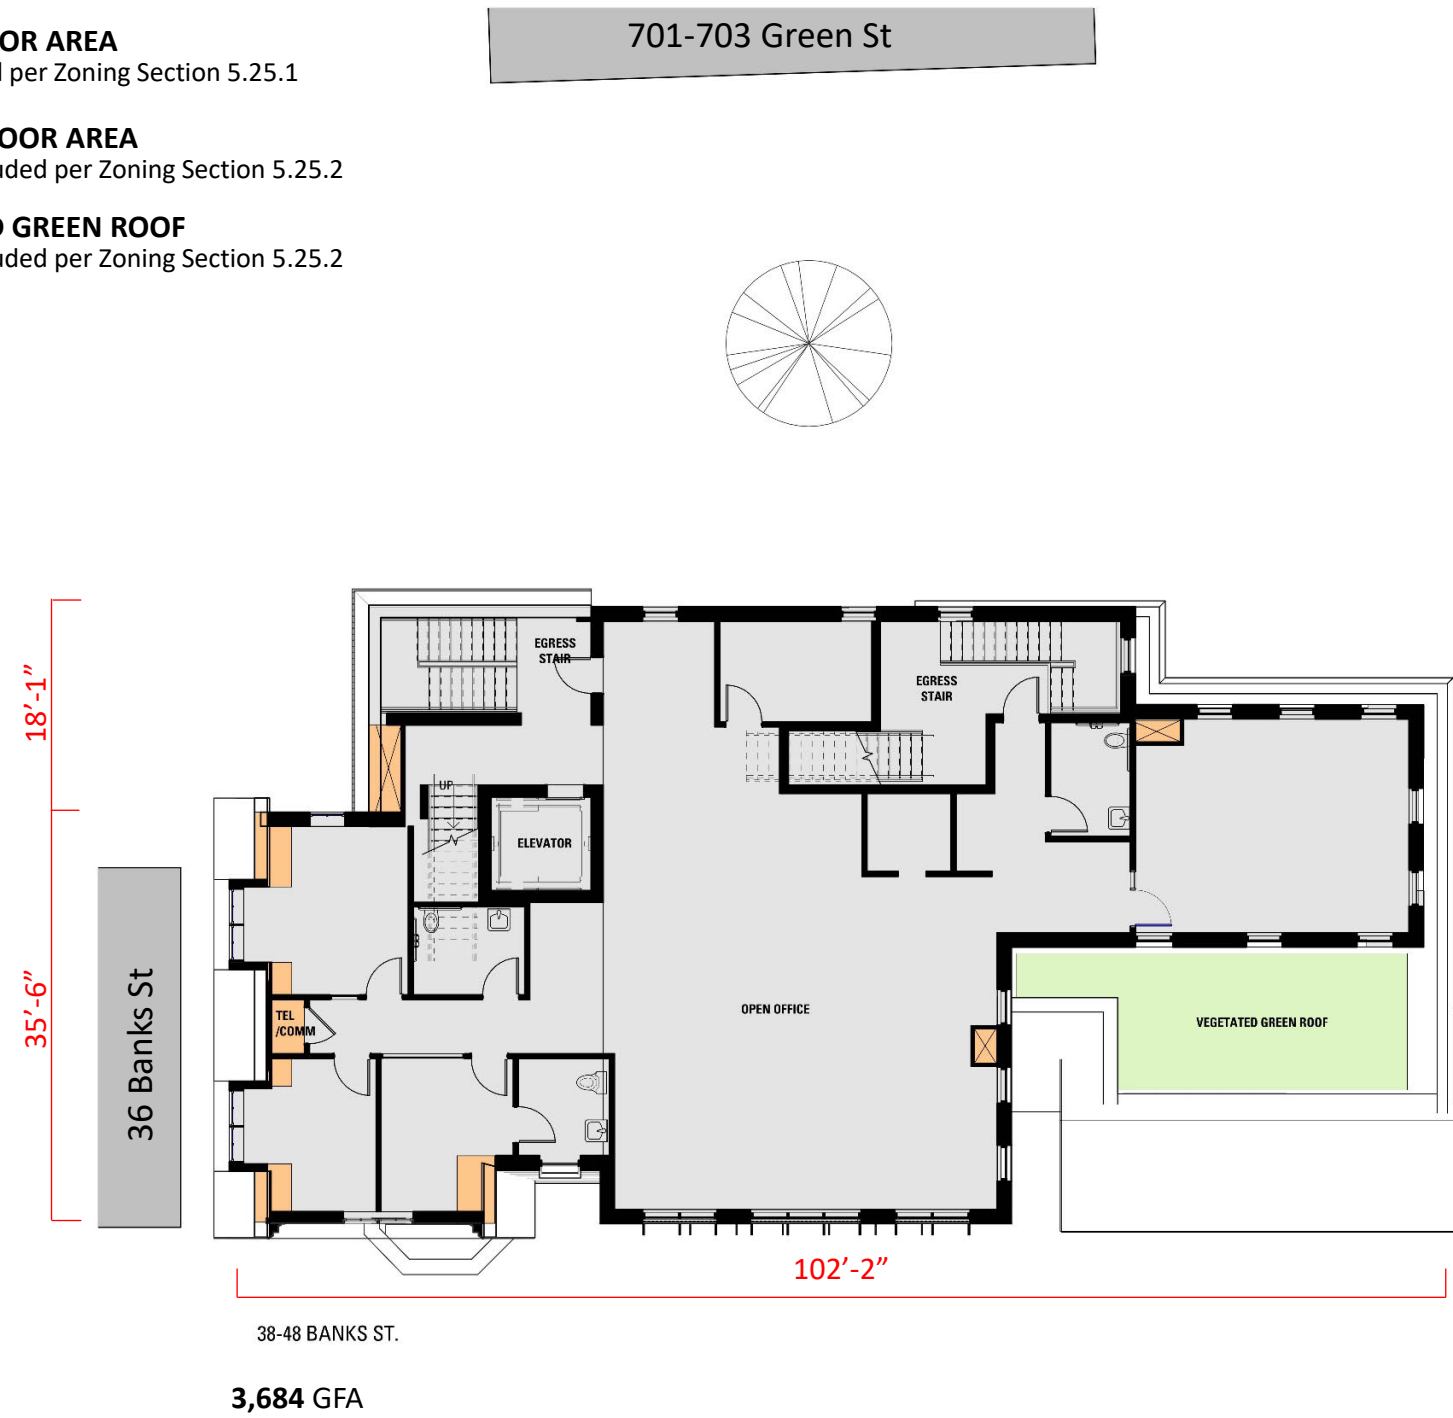 OR AREA
per Zoning Section 5.25.1
OOR AREA
uded per Zoning Section 5.25.2
GREEN ROOF
uded per Zoning Section 5.25.2
701-703 Green St
18’-1”
35’-6”
36 Banks St
EGRESS
STAIR
EGRESS
STAIR
UP
ELEVATOR
TEL
/COMM
OPEN OFFICE
VEGETATED GREEN ROOF
102’-2”
38-48 BANKS ST.
3,684 GFA